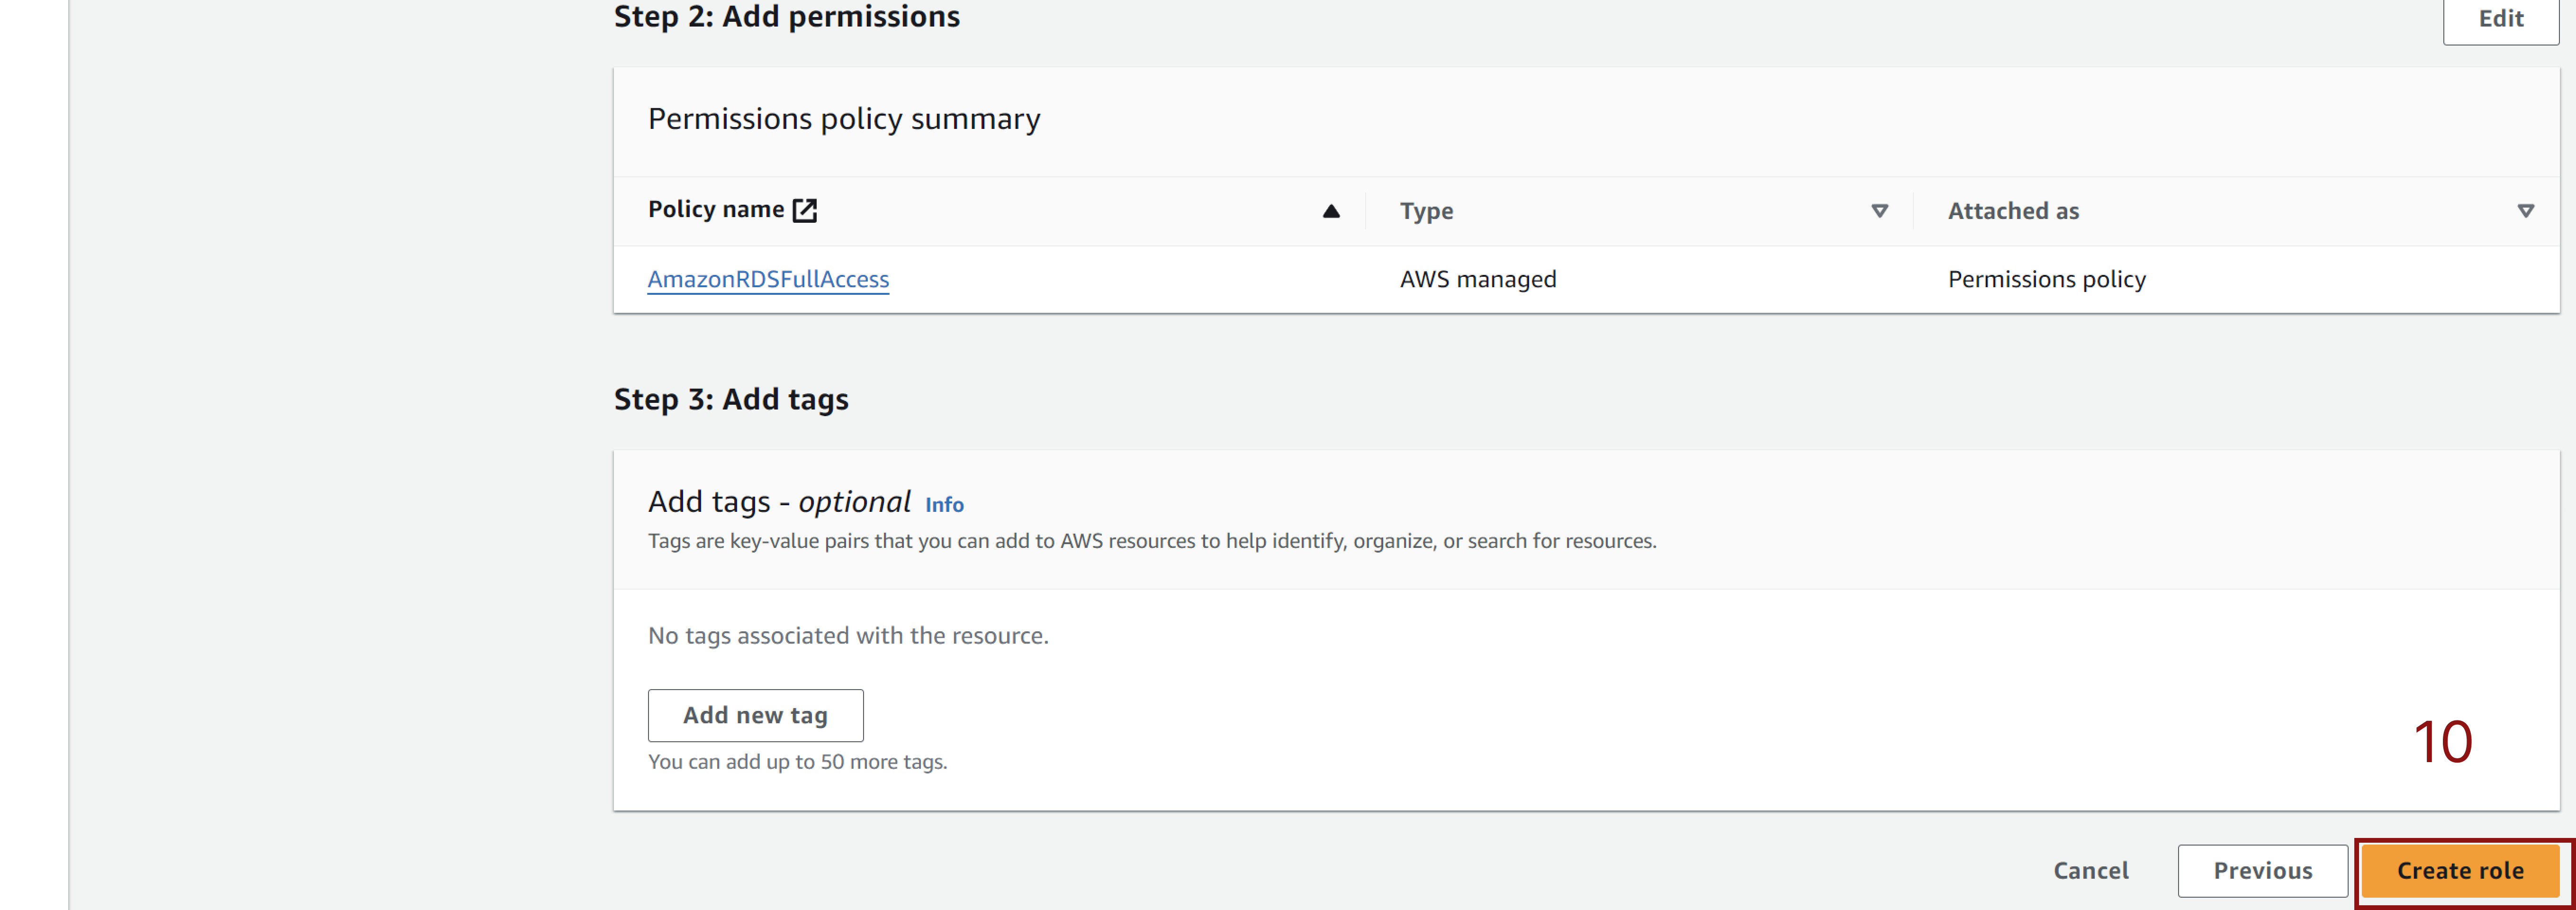 Step 2: Add permissions
Edit
Permissions policy summary
Policy name Type Attached as
AmazonRDSFullAccess AWS managed Permissions policy
Step 3: Add tags
Add tags - optional Info
Tags are key-value pairs that you can add to AWS resources to help identify, organize, or search for resources.
No tags associated with the resource.
Add new tag
You can add up to 50 more tags.
10
Cancel Previous Create role